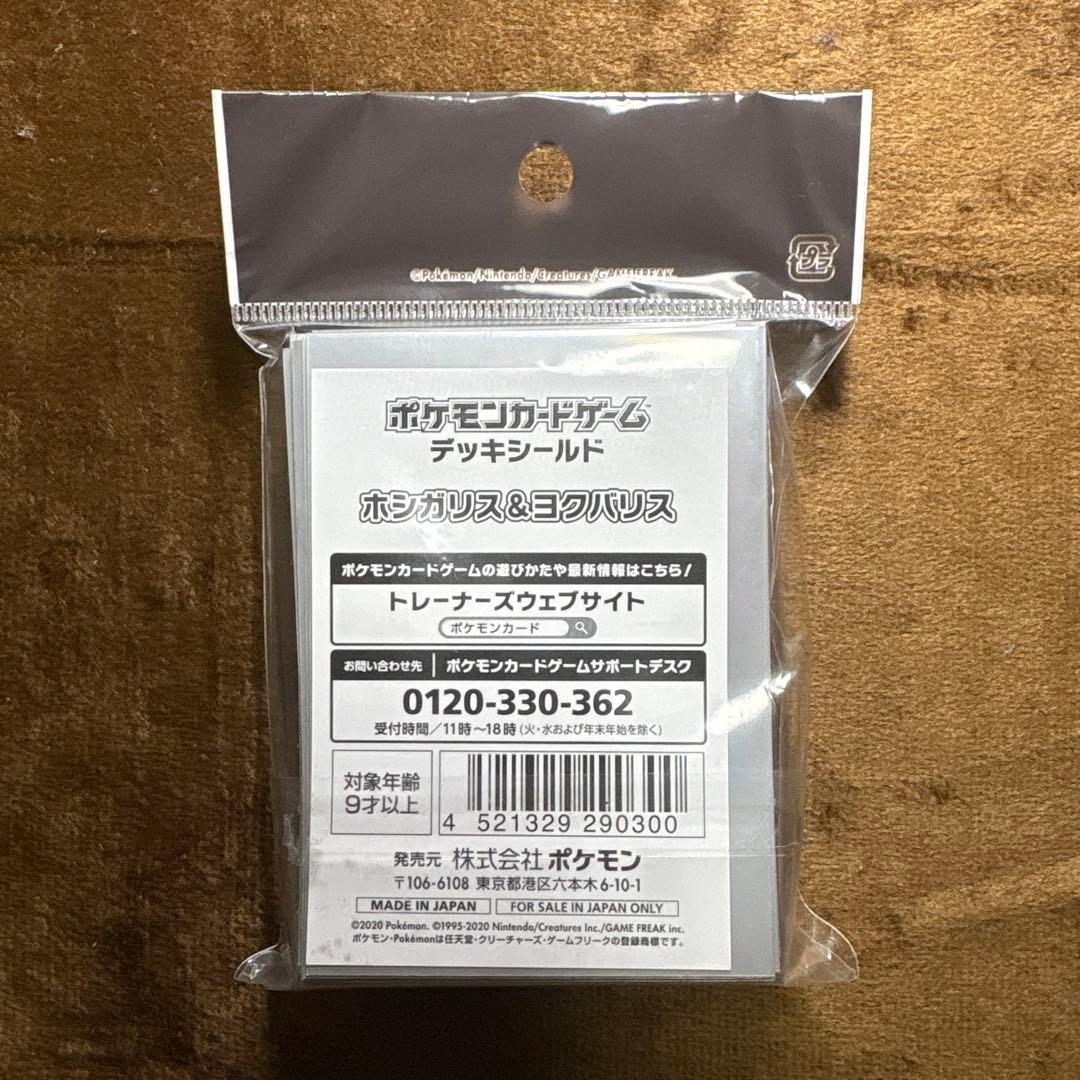 ©Pokémon/Nintendo/Creatures/GAME FREAK
プラ
ポケモンカードゲーム™
デッキシールド
ホシガリス&ヨクバリス
ポケモンカードゲームの遊びかたや最新情報はこちら!
トレーナーズウェブサイト
ポケモンカード
お問い合わせ先 ポケモンカードゲームサポートデスク
0120-330-362
受付時間/11時~18時(火・水および年末年始を除く)
対象年齢
9才以上
4 521329 290300
発売元 株式会社ポケモン
〒106-6108 東京都港区六本木6-10-1
MADE IN JAPAN FOR SALE IN JAPAN ONLY
©2020 Pokémon. ©1995-2020 Nintendo/Creatures Inc./GAME FREAK inc.
ポケモン・Pokémonは任天堂・クリーチャーズ・ゲームフリークの登録商標です。